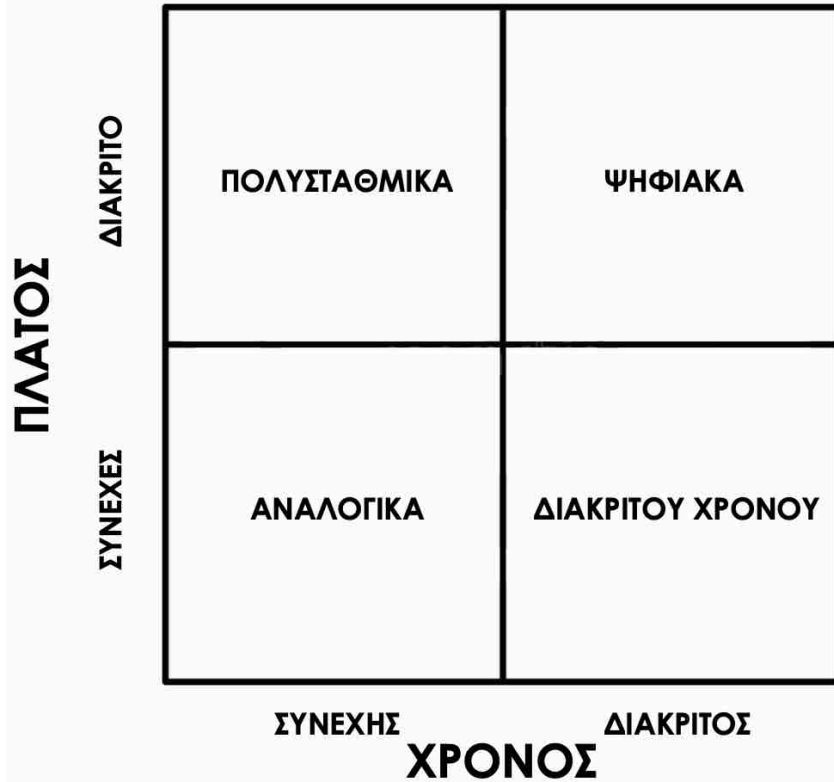 ΠΛΑΤΟΣ
ΔΙΑΚΡΙΤΟ
ΠΟΛΥΣΤΑΘΜΙΚΑ
ΨΗΦΙΑΚΑ
ΣΥΝΕΧΕΣ
ΑΝΑΛΟΓΙΚΑ
ΔΙΑΚΡΙΤΟΥ ΧΡΟΝΟΥ
ΣΥΝΕΧΗΣ
ΔΙΑΚΡΙΤΟΣ
ΧΡΟΝΟΣ